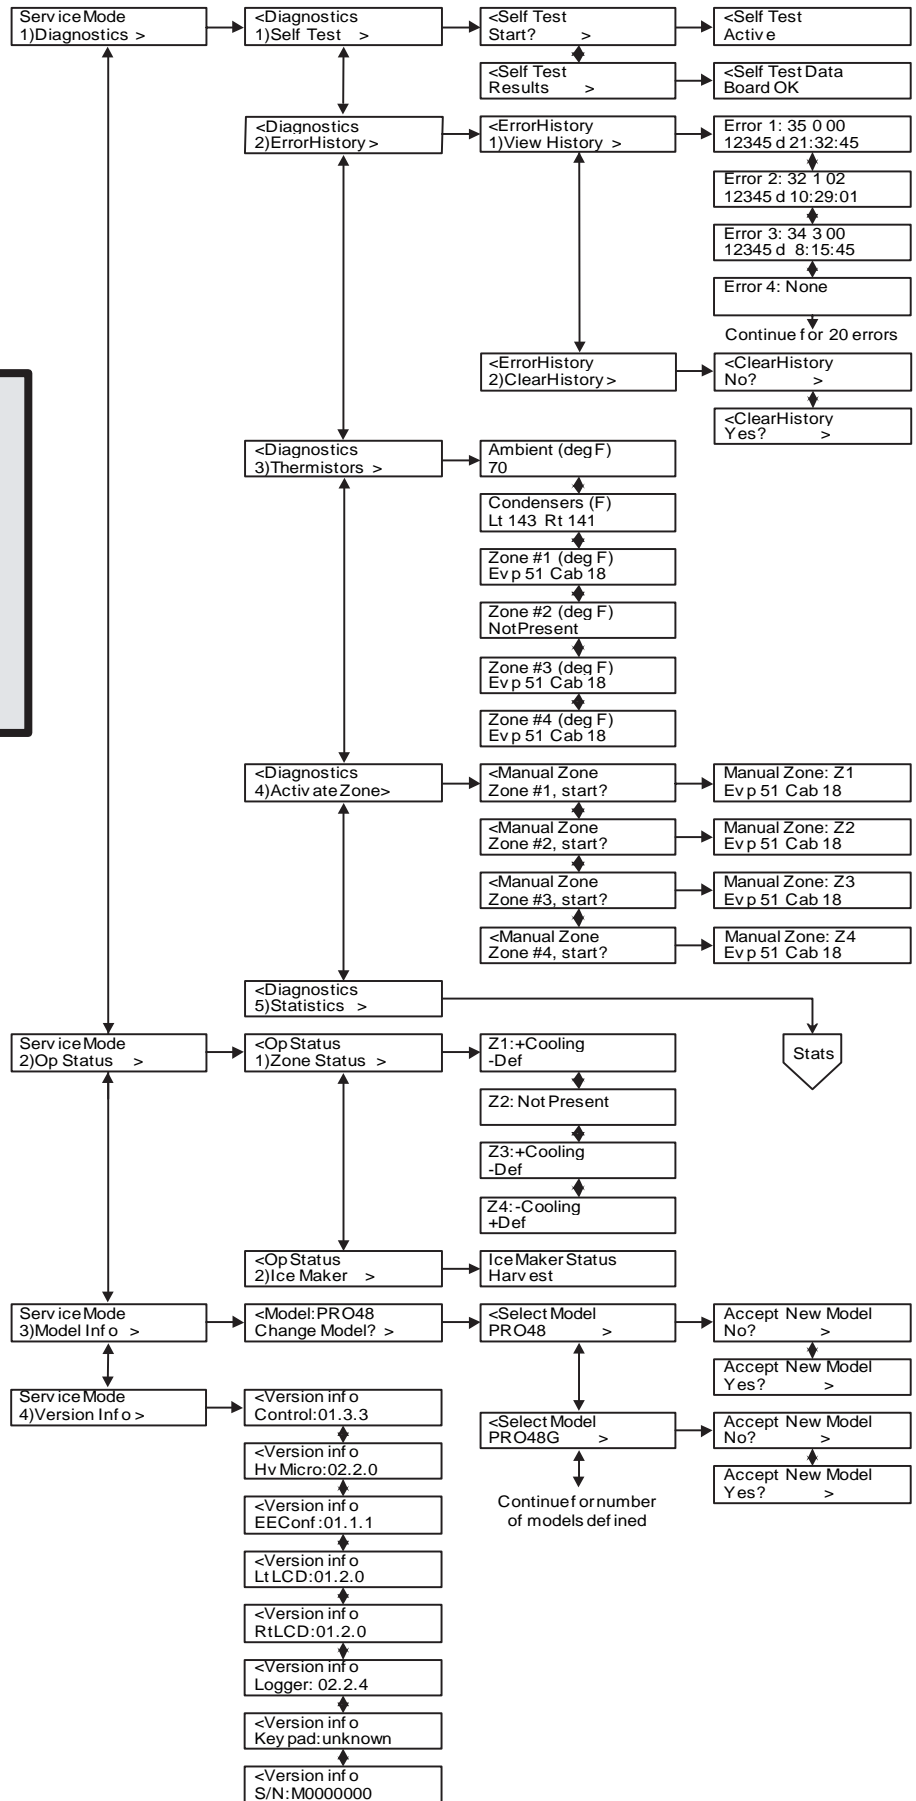 Service Mode
1)Diagnostics >
<Diagnostics
1)Self Test >
<Self Test
Start? >
<Self Test
Active
<Self Test
Results >
<Self Test Data
Board OK
<Diagnostics
2)ErrorHistory >
<ErrorHistory
1)View History >
Error 1: 35 0 00
12345 d 21:32:45
Error 2: 32 1 02
12345 d 10:29:01
Error 3: 34 3 00
12345 d 8:15:45
Error 4: None
Continue for 20 errors
<ErrorHistory
2)ClearHistory >
<ClearHistory
No? >
<ClearHistory
Yes? >
<Diagnostics
3)Thermistors >
Ambient (deg F)
70
Condensers (F)
Lt 143 Rt 141
Zone #1 (deg F)
Evp 51 Cab 18
Zone #2 (deg F)
Not Present
Zone #3 (deg F)
Evp 51 Cab 18
Zone #4 (deg F)
Evp 51 Cab 18
<Diagnostics
4)Activate Zone>
<Manual Zone
Zone #1, start?
Manual Zone: Z1
Evp 51 Cab 18
<Manual Zone
Zone #2, start?
Manual Zone: Z2
Evp 51 Cab 18
<Manual Zone
Zone #3, start?
Manual Zone: Z3
Evp 51 Cab 18
<Manual Zone
Zone #4, start?
Manual Zone: Z4
Evp 51 Cab 18
<Diagnostics
5)Statistics >
Stats
Service Mode
2)Op Status >
<Op Status
1)Zone Status >
Z1:+Cooling
-Def
Z2: Not Present
Z3:+Cooling
-Def
Z4:-Cooling
+Def
<Op Status
2)Ice Maker >
Ice Maker Status
Harvest
Service Mode
3)Model Info >
<Model:PRO48
Change Model? >
<Select Model
PRO48 >
Accept New Model
No? >
Accept New Model
Yes? >
<Select Model
PRO48G >
Accept New Model
No? >
Accept New Model
Yes? >
Continue for number
of models defined
Service Mode
4)Version Info >
<Version info
Control:01.3.3
<Version info
Hv Micro:02.2.0
<Version info
EEConf:01.1.1
<Version info
Lt LCD:01.2.0
<Version info
RtLCD:01.2.0
<Version info
Logger: 02.2.4
<Version info
Keypad:unknown
<Version info
S/N:M0000000